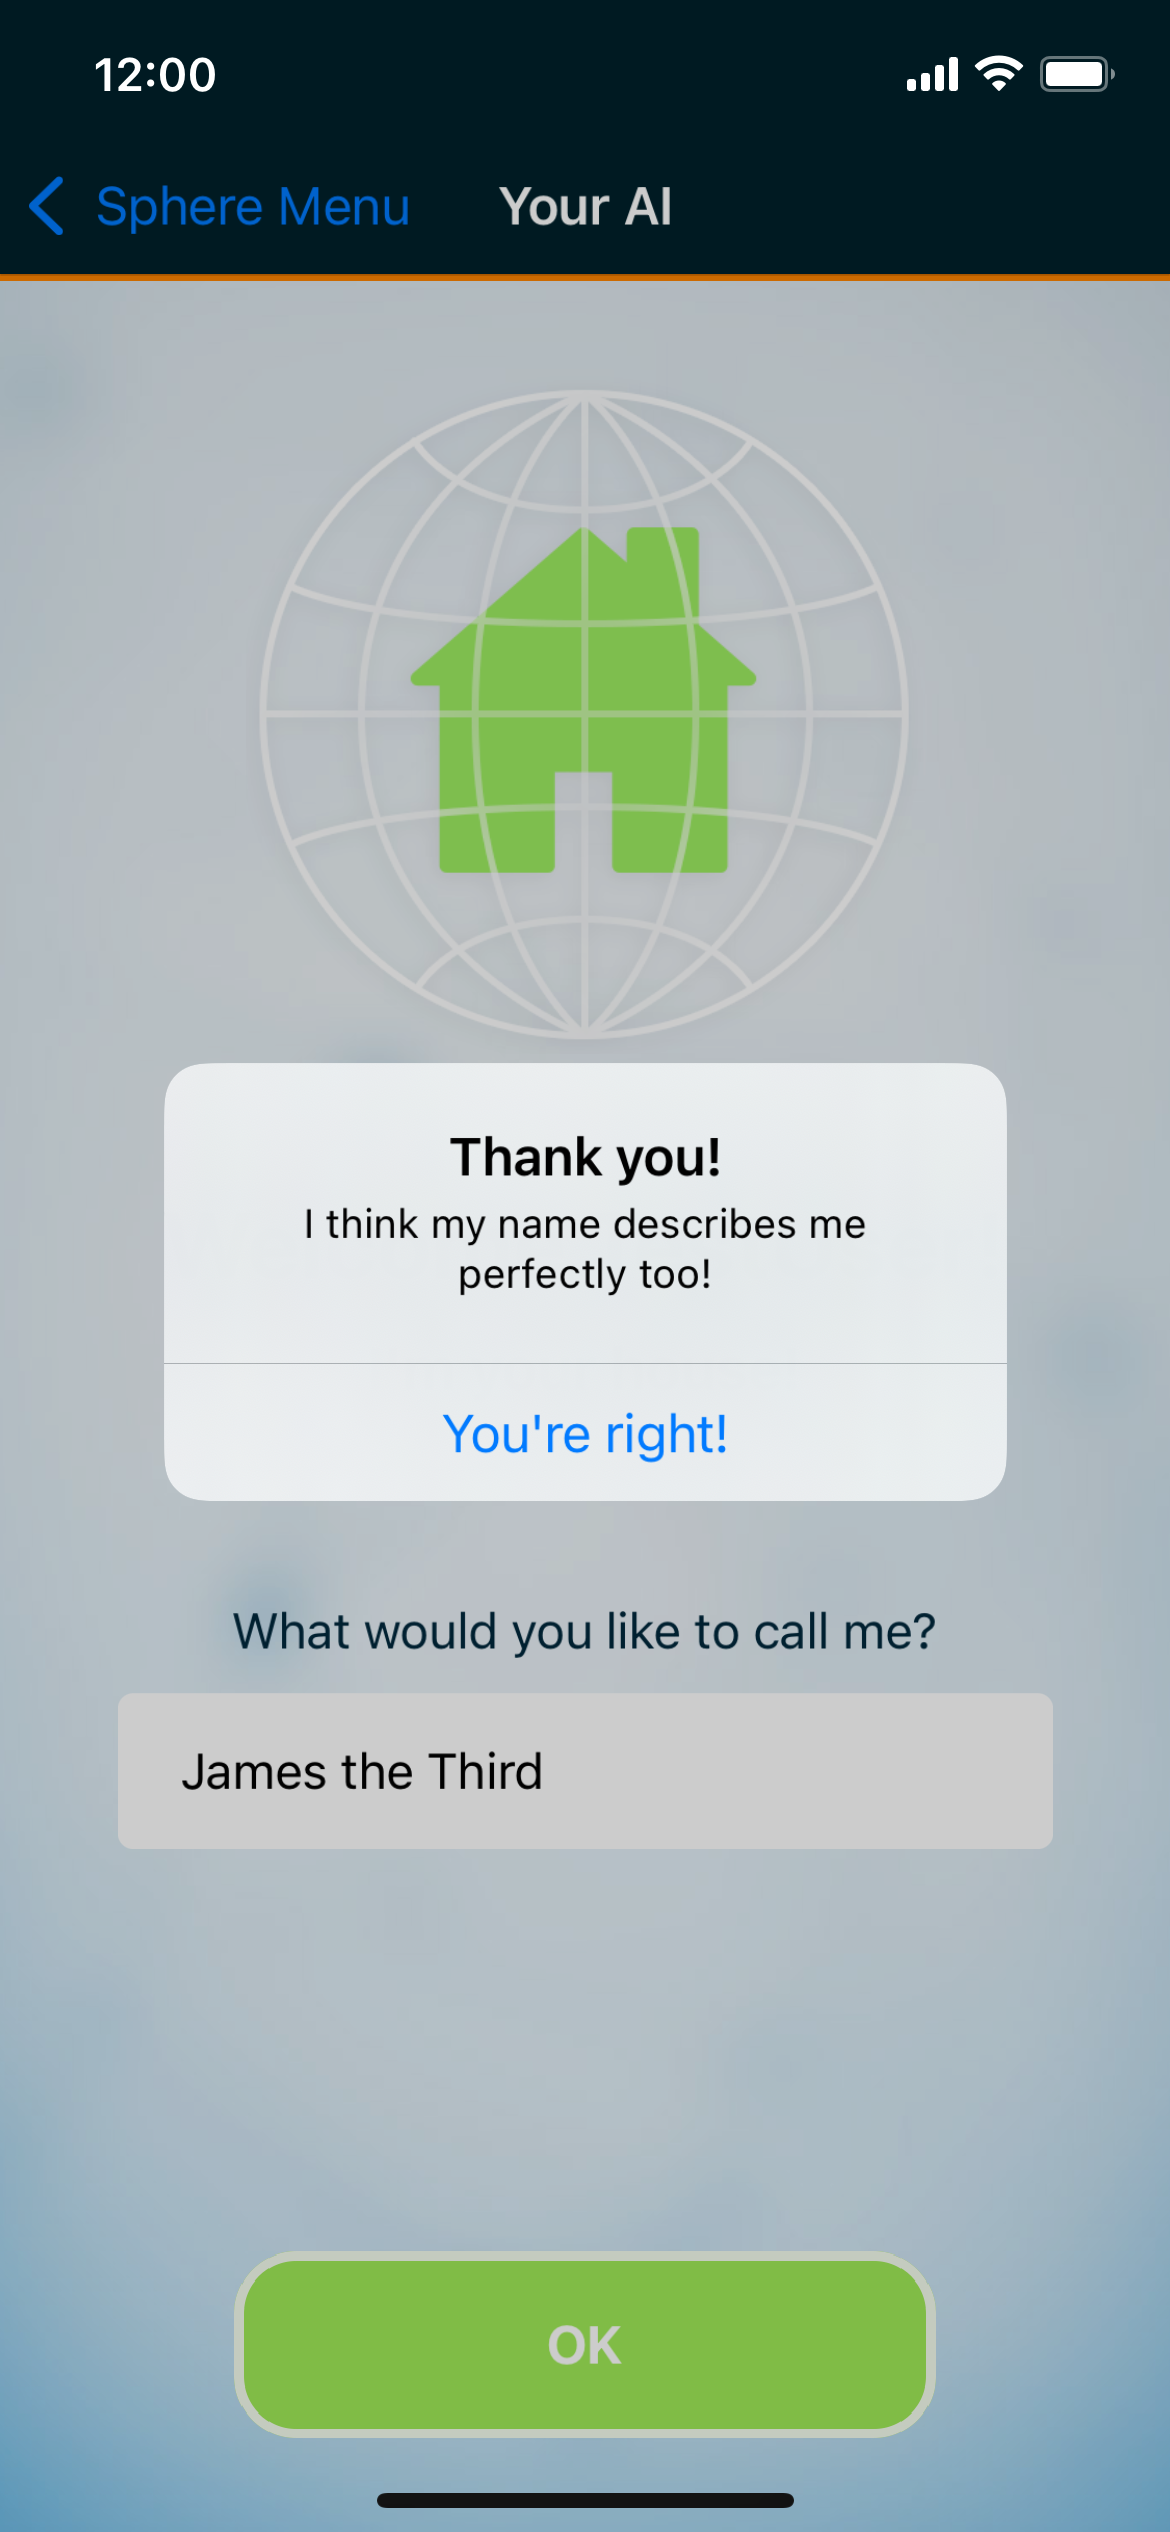 12:00
Sphere Menu
Your AI
Thank you!
I think my name describes me
perfectly too!
You're right!
What would you like to call me?
James the Third
OK